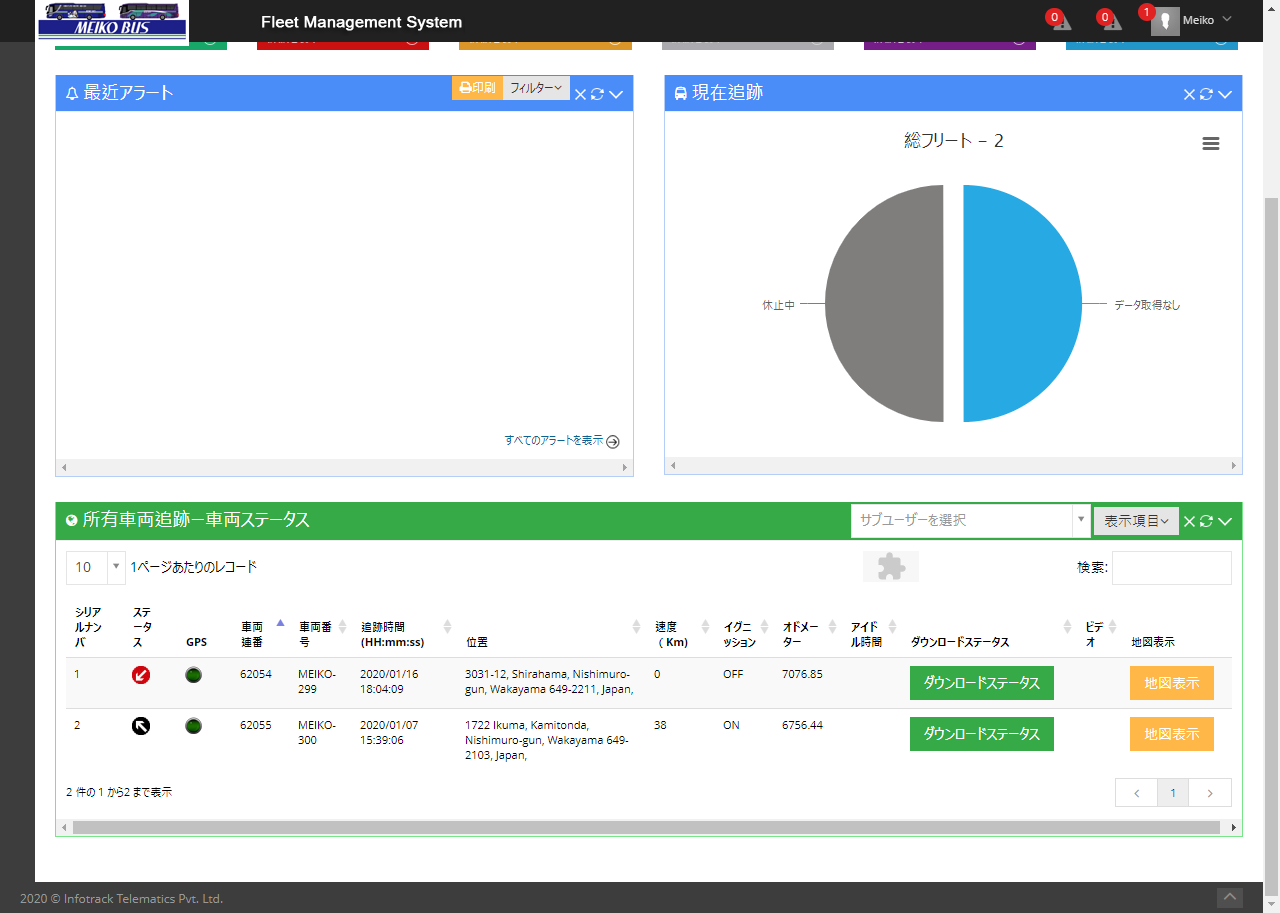 MEIKO BUS
Fleet Management System
0
0
1
Meiko
最近アラート
印刷
フィルター
現在追跡
総フリート – 2
休止中
データ取得なし
すべてのアラートを表示
所有車両追跡ー車両ステータス
サブユーザーを選択
表示項目
10
1ページあたりのレコード
検索:
シリアルナンバ
ステータス
GPS
車両連番
車両番号
追跡時間 (HH:mm:ss)
位置
速度 ( Km)
イグニッション
オドメーター
アイドル時間
ダウンロードステータス
ビデオ
地図表示
1
62054
MEIKO-299
2020/01/16 18:04:09
3031-12, Shirahama, Nishimuro-gun, Wakayama 649-2211, Japan,
0
OFF
7076.85
ダウンロードステータス
地図表示
2
62055
MEIKO-300
2020/01/07 15:39:06
1722 Ikuma, Kamitonda, Nishimuro-gun, Wakayama 649-2103, Japan,
38
ON
6756.44
ダウンロードステータス
地図表示
2 件の 1 から2 まで表示
1
2020 © Infotrack Telematics Pvt. Ltd.